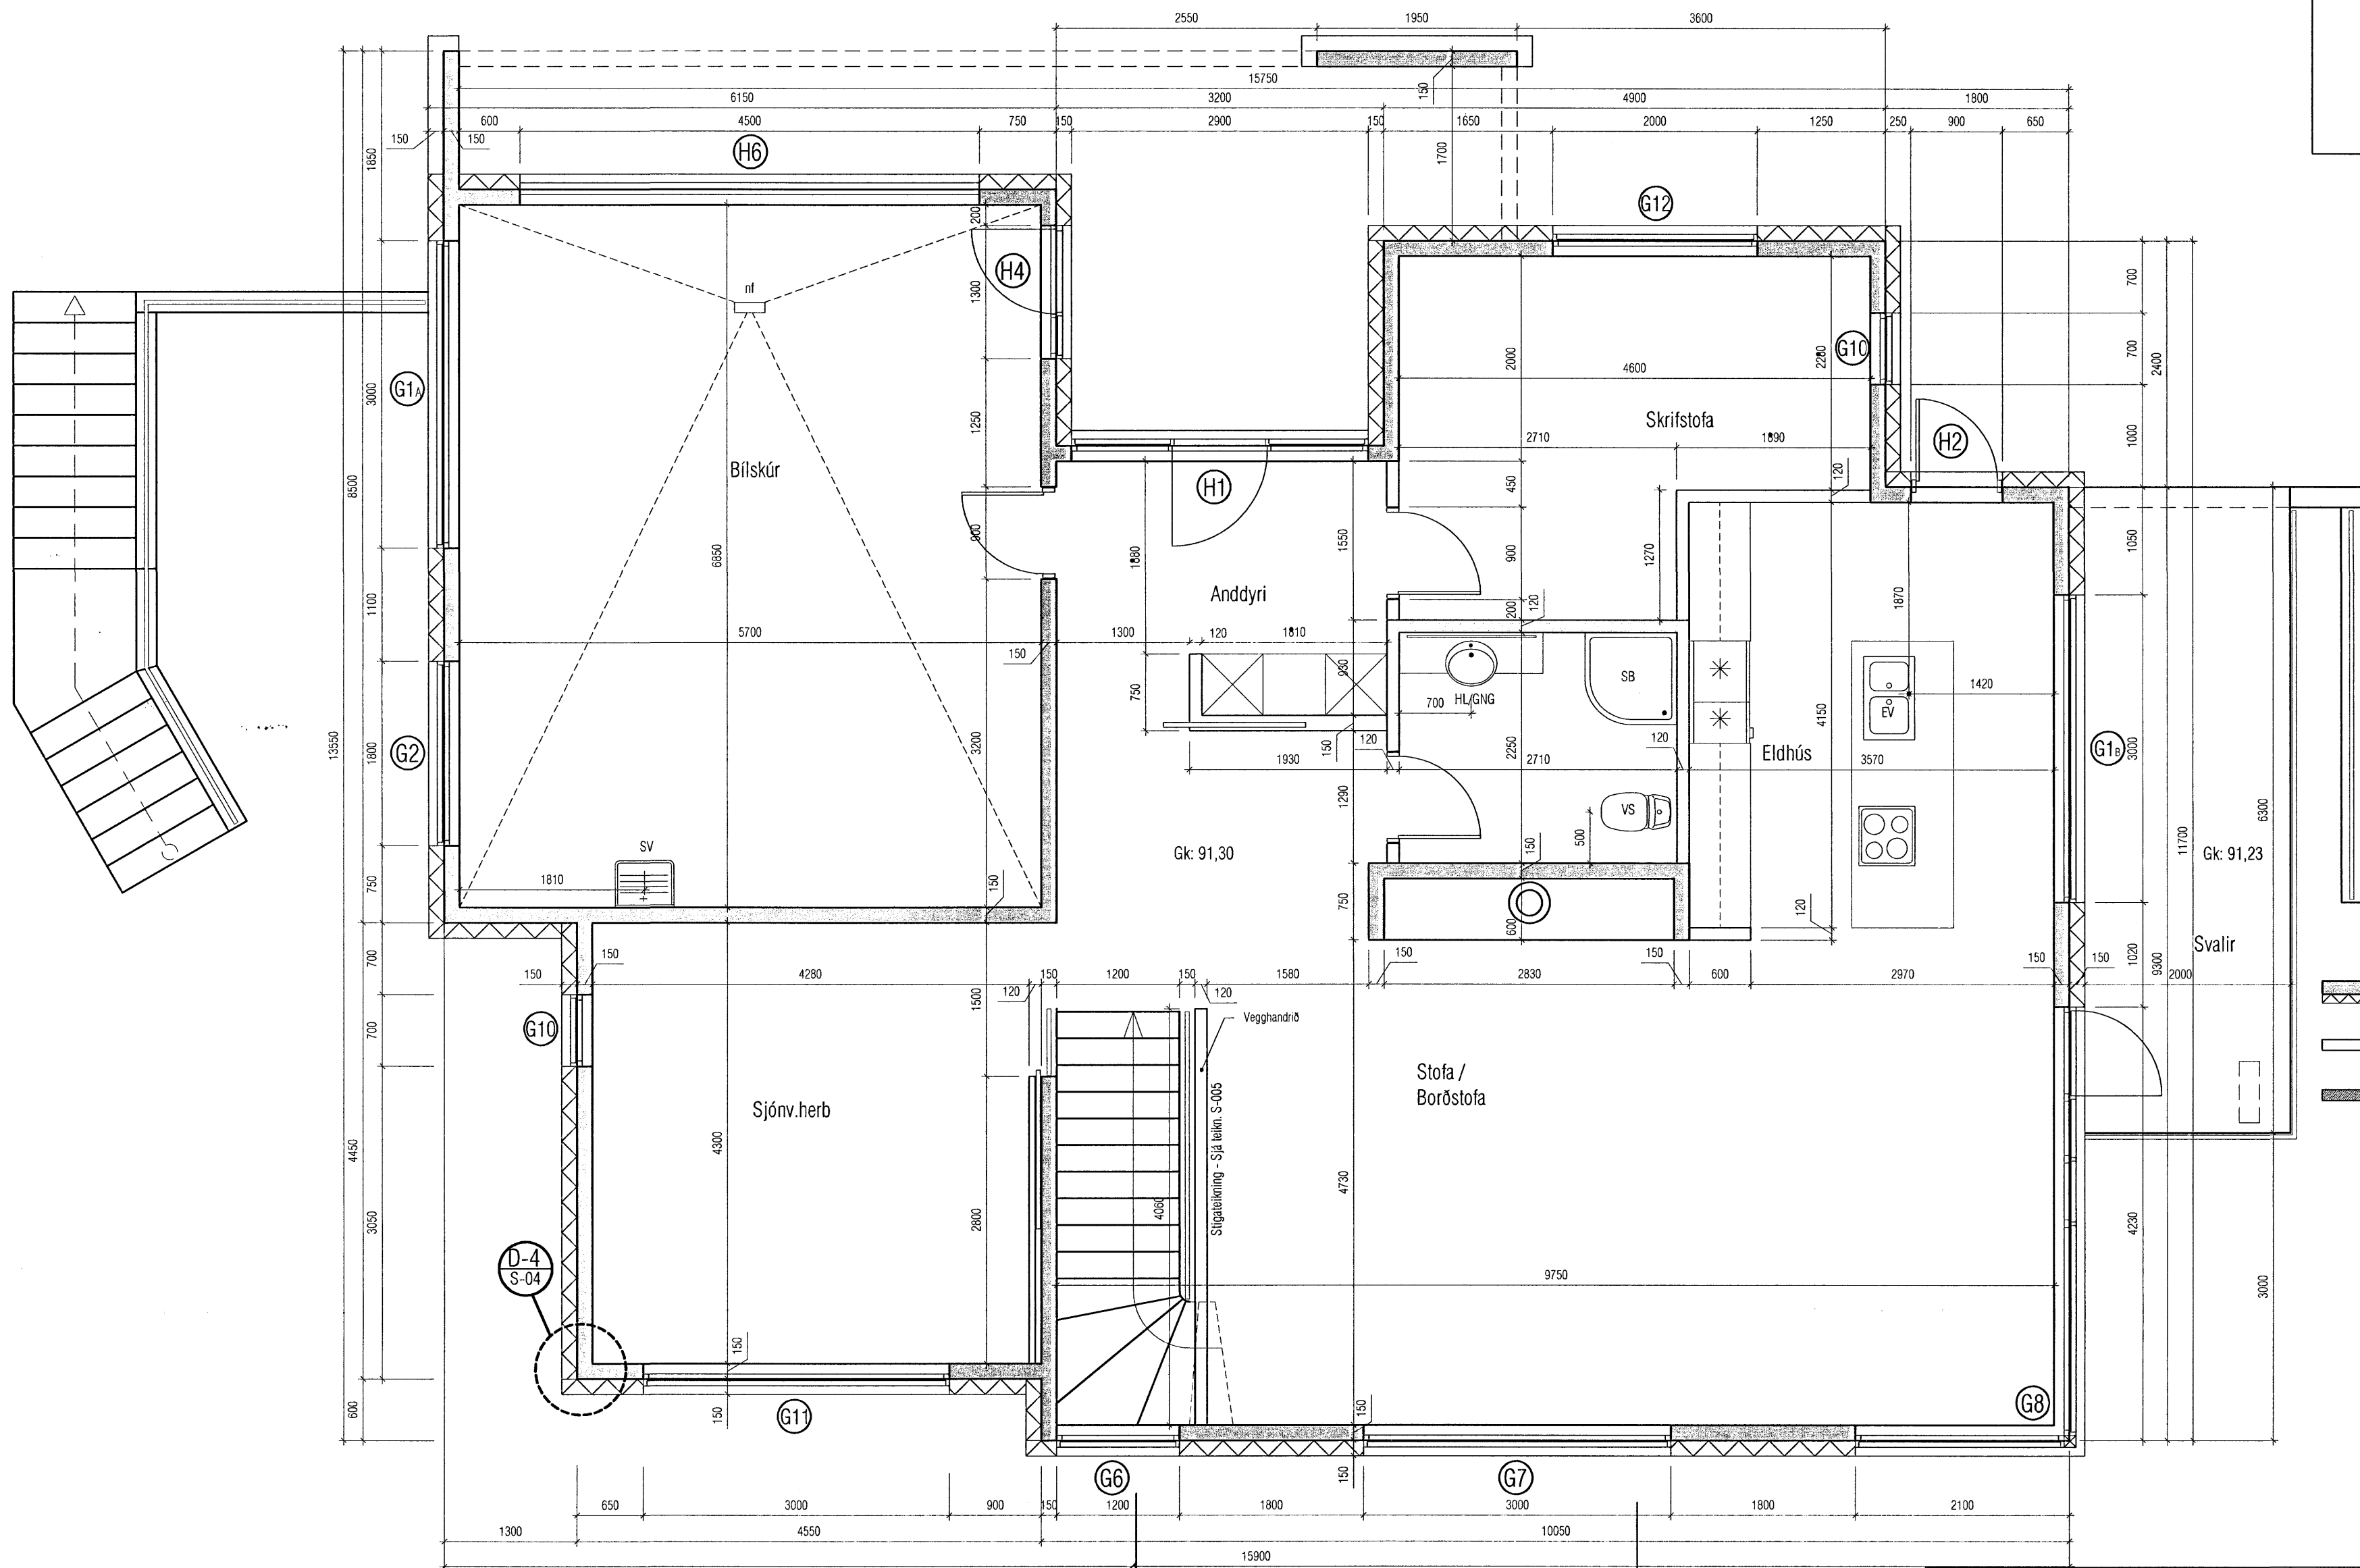 2550 1950 3600
15750
6150 3200 4900 1800
150 150 600 4500 750 150 2900 150 1650 2000 1250 250 900 650
150
1700
1850
H6
G12
200
nf
H4
1300
700
G1A
3000
2000
4600
2280
G10
700
2400
Skrifstofa
1250
2710 1890
H2
1000
Bílskúr
8500
H1
450
120
900
6850
1880
1550
900
1270
1050
1100
Anddyri
200
120
1870
5700
150
1300
120
1810
930
750
700
HL/GNG
SB
EV
1420
13550
G2
1800
3200
150
120
1930
2250
2710
120
4150
Eldhús
3570
G1B
3000
1290
VS
500
150
6300
11700
Gk: 91,30
Gk: 91,23
SV
1810
150
750
750
600
120
Svalir
700
150 150 4280 150 1200 150 1580 150 2830 150 600 2970 150 150 2000
120 120
1020
9300
1500
G10
700
Vegghandrið
Stofa /
Borðstofa
Sjónv.herb
4300
Stigateikning - Sjá teikn. S-005
4450
4730
4060
2800
3050
4230
D-4
S-04
9750
3000
150
600
150
G11
150
G8
G6
G7
150
650 3000 900 150 1200 1800 3000 1800 2100
1300 4550 10050
15900